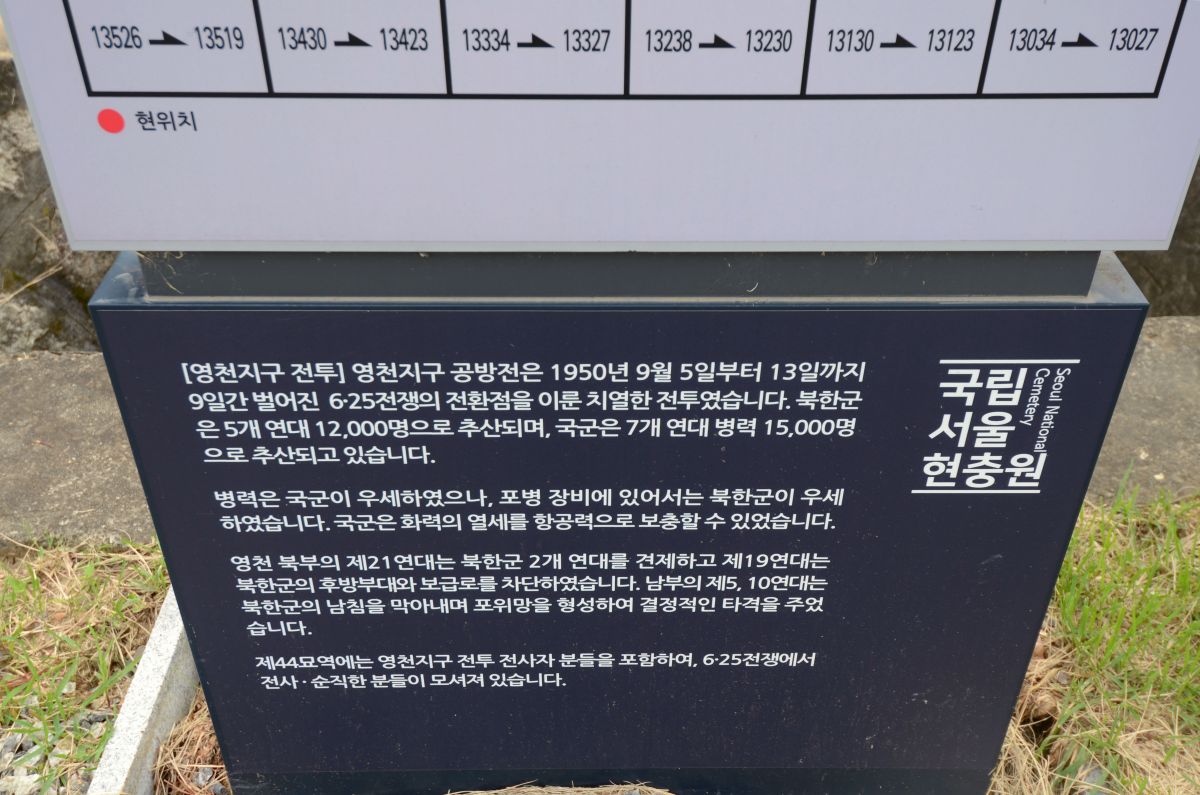 13526 → 13519 13430 → 13423 13334 → 13327 13238 → 13230 13130 → 13123 13034 → 13027
현위치
[영천지구 전투] 영천지구 공방전은 1950년 9월 5일부터 13일까지
9일간 벌어진 6·25전쟁의 전환점을 이룬 치열한 전투였습니다. 북한군
은 5개 연대 12,000명으로 추산되며, 국군은 7개 연대 병력 15,000명
으로 추산되고 있습니다.
병력은 국군이 우세하였으나, 포병 장비에 있어서는 북한군이 우세
하였습니다. 국군은 화력의 열세를 항공력으로 보충할 수 있었습니다.
영천 북부의 제21연대는 북한군 2개 연대를 견제하고 제19연대는
북한군의 후방부대와 보급로를 차단하였습니다. 남부의 제5, 10연대는
북한군의 남침을 막아내며 포위망을 형성하여 결정적인 타격을 주었
습니다.
제44묘역에는 영천지구 전투 전사자 분들을 포함하여, 6·25전쟁에서
전사·순직한 분들이 모셔져 있습니다.
국립
서울
현충원
Seoul National
Cemetery